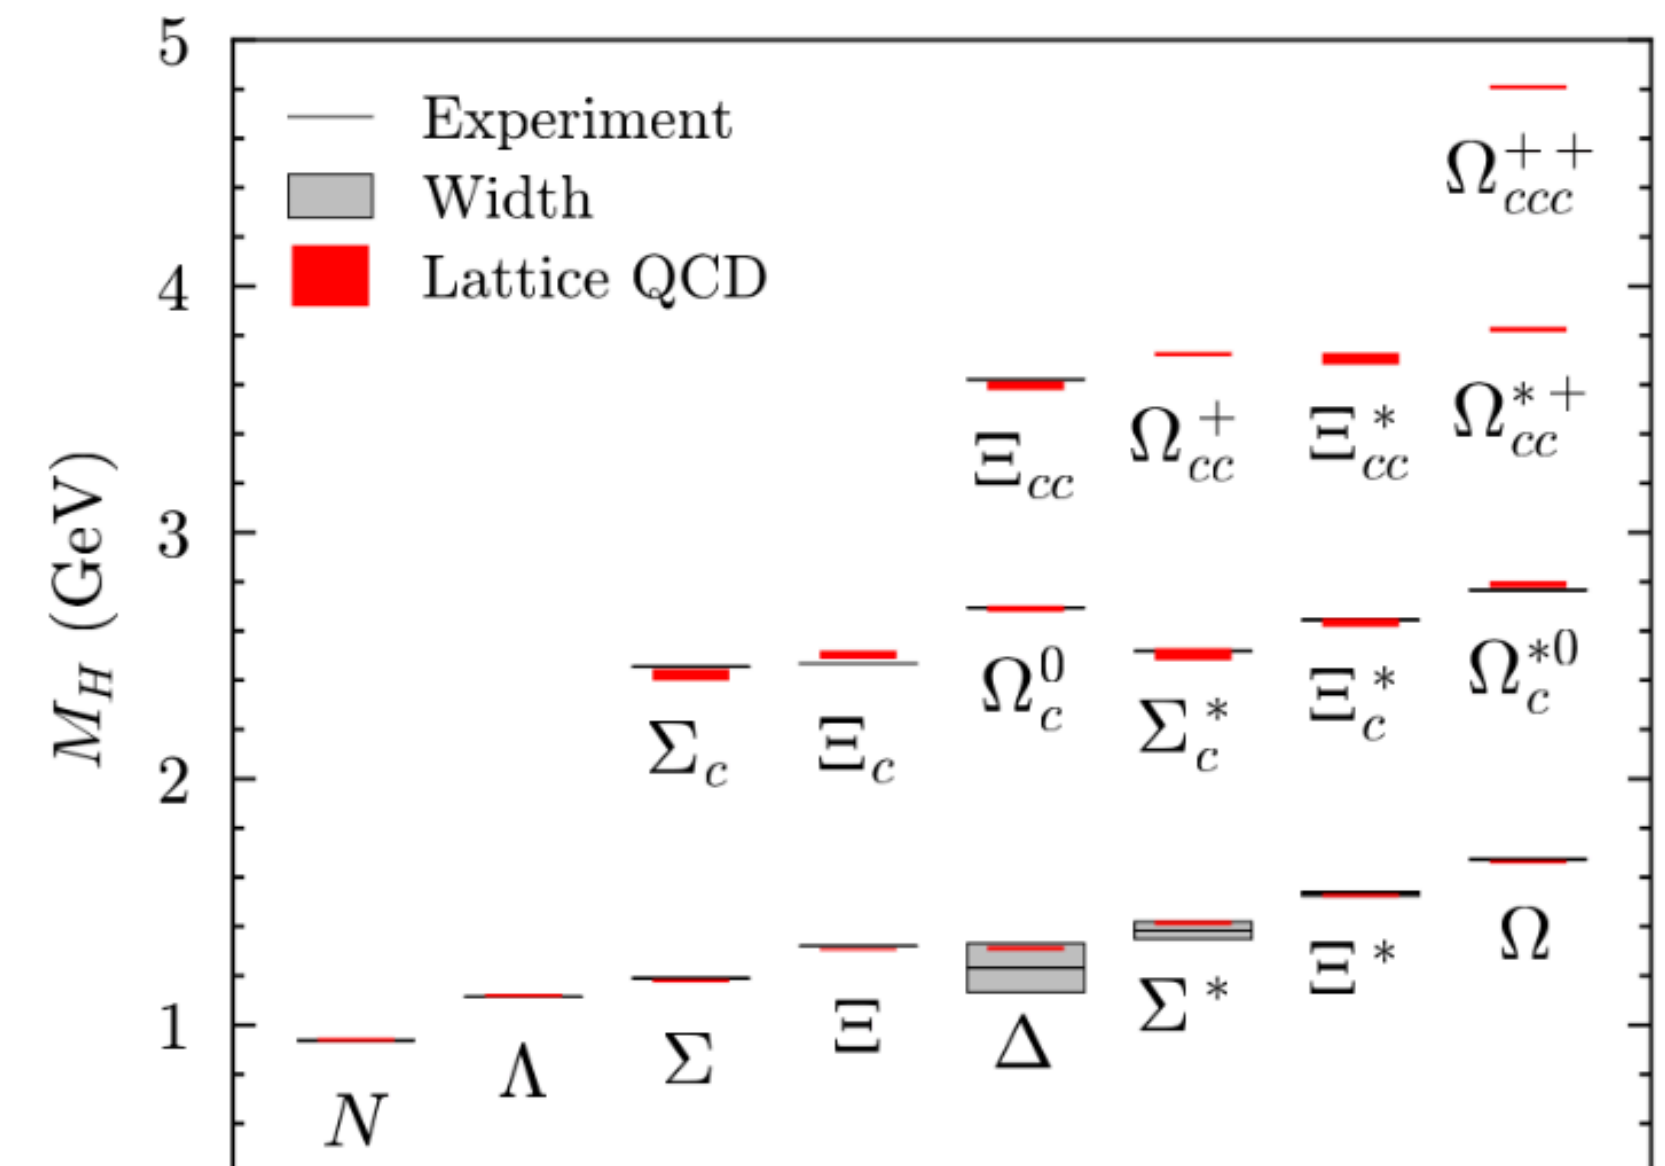 5
Experiment
Width
Lattice QCD
Ω_{ccc}^{++}
4
Ξ_{cc}
Ω_{cc}^{+}
Ξ_{cc}^{*}
Ω_{cc}^{*+}
3
M_H (GeV)
Σ_c
Ξ_c
Ω_c^0
Σ_c^*
Ξ_c^*
Ω_c^{*0}
2
N
Λ
Σ
Ξ
Δ
Σ^*
Ξ^*
Ω
1